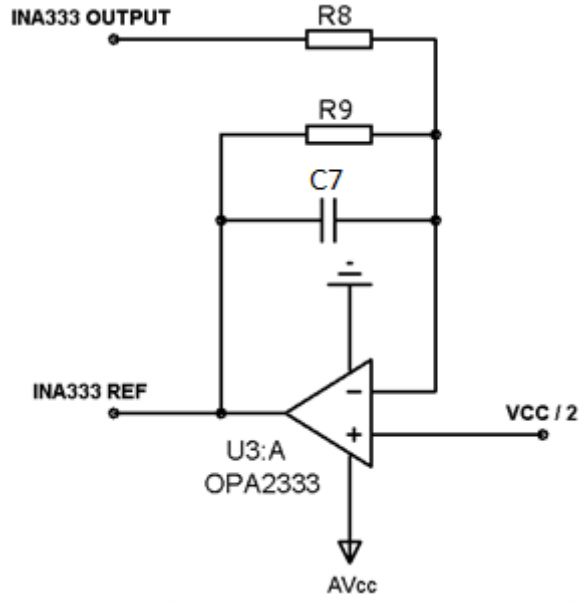 INA333 OUTPUT
R8
R9
C7
-
INA333 REF
−
VCC / 2
+
U3:A
OPA2333
AVcc